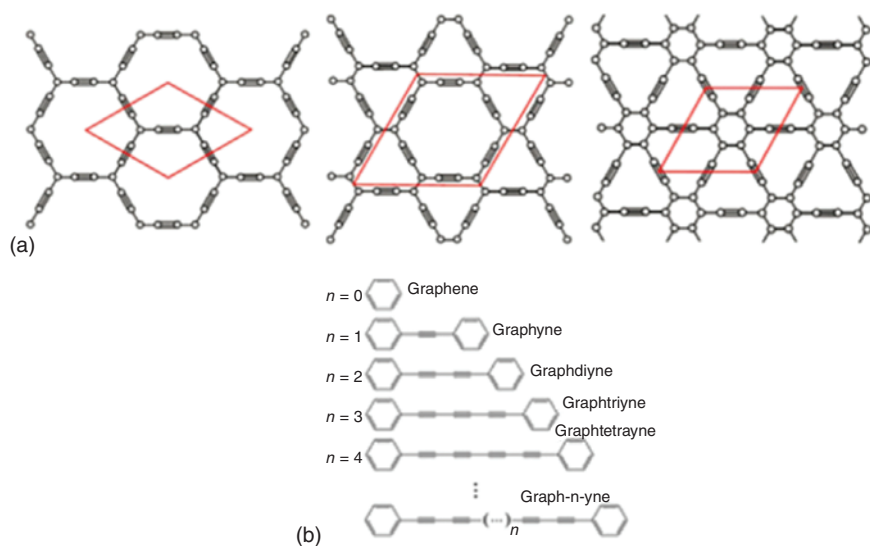 (a)
n = 0 Graphene
n = 1 Graphyne
n = 2 Graphdiyne
n = 3 Graphtriyne
n = 4 Graphtetrayne
Graph-n-yne
(b) (···)n